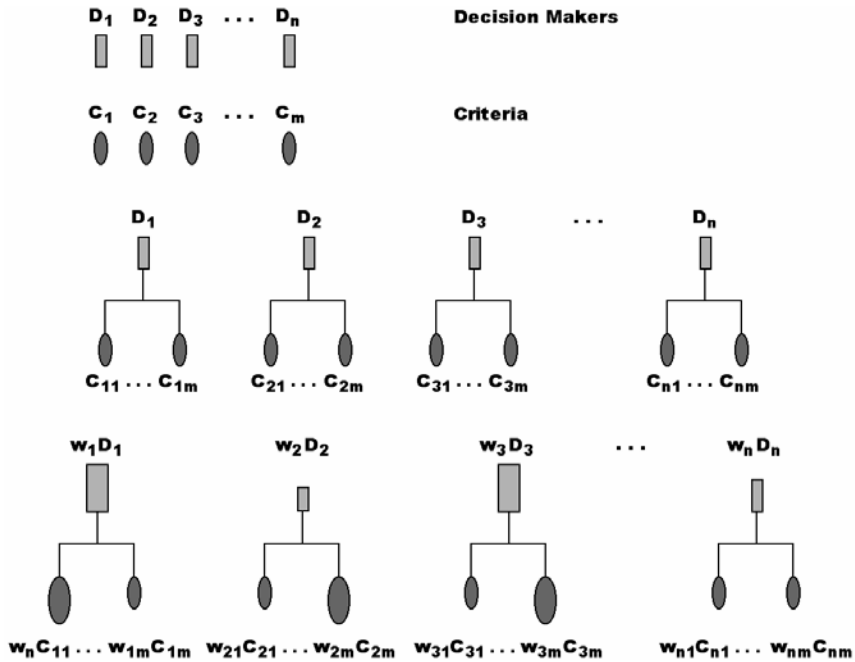 D1 D2 D3 ... Dn Decision Makers
C1 C2 C3 ... Cm Criteria
D1 D2 D3 ... Dn
C11 ... C1m C21 ... C2m C31 ... C3m Cn1 ... Cnm
w1D1 w2D2 w3D3 ... wnDn
wnC11 ... w1mC1m w21C21 ... w2mC2m w31C31 ... w3mC3m wn1Cn1 ... wnmCnm